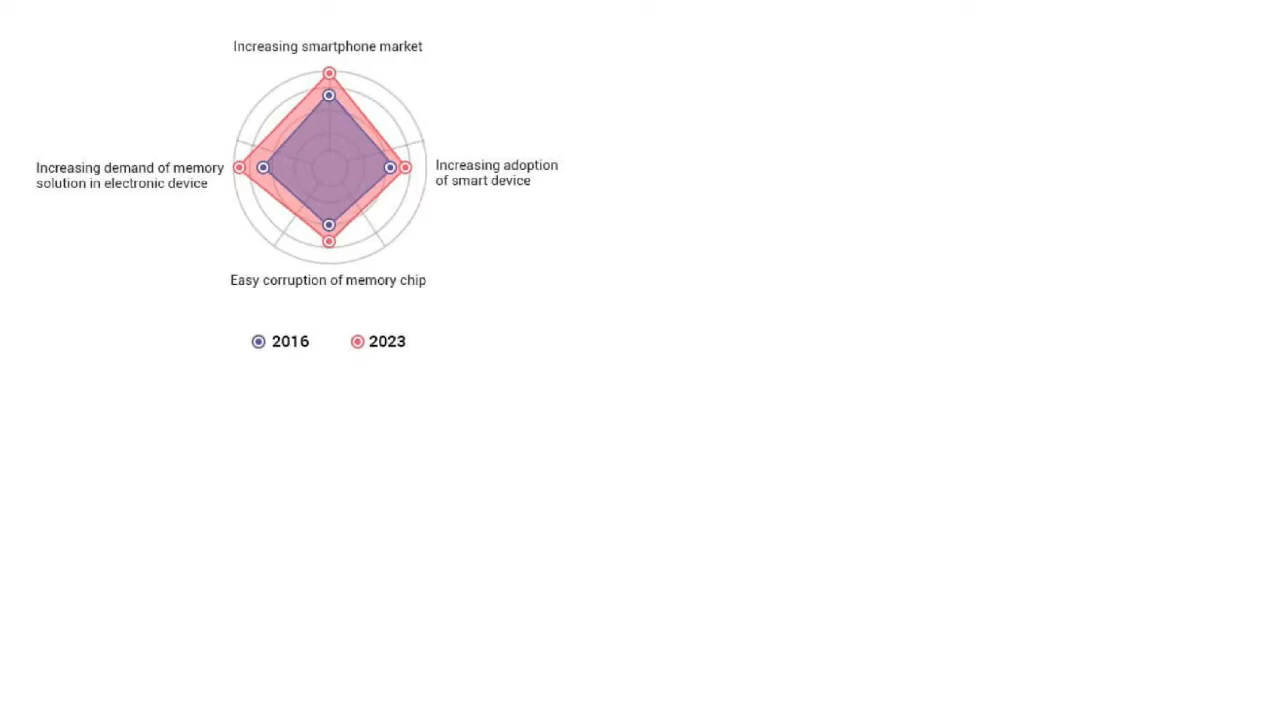 Increasing smartphone market
Increasing demand of memory
solution in electronic device
Increasing adoption
of smart device
Easy corruption of memory chip
2016
2023